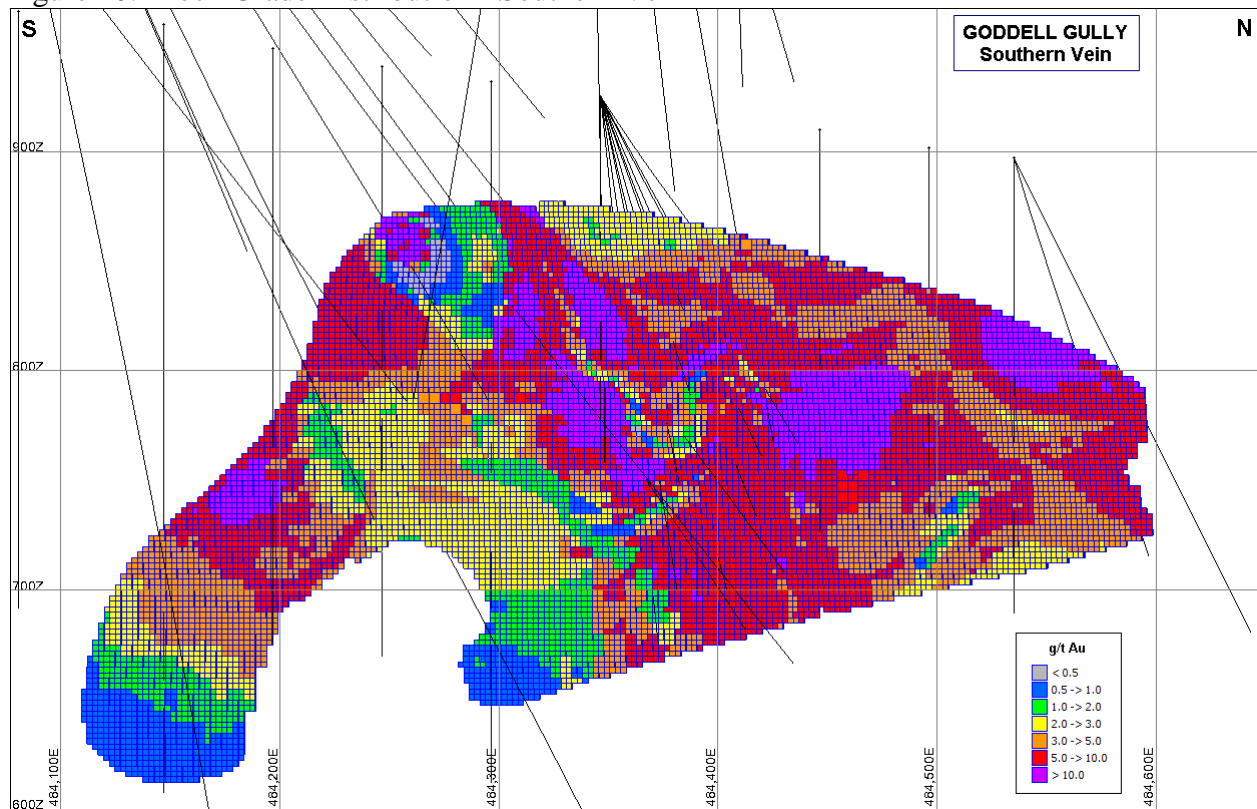 S
GODDELL GULLY
Southern Vein
N
900Z
800Z
700Z
600Z
484,100E
484,200E
484,300E
484,400E
484,500E
484,600E
g/t Au
< 0.5
0.5 -> 1.0
1.0 -> 2.0
2.0 -> 3.0
3.0 -> 5.0
5.0 -> 10.0
> 10.0